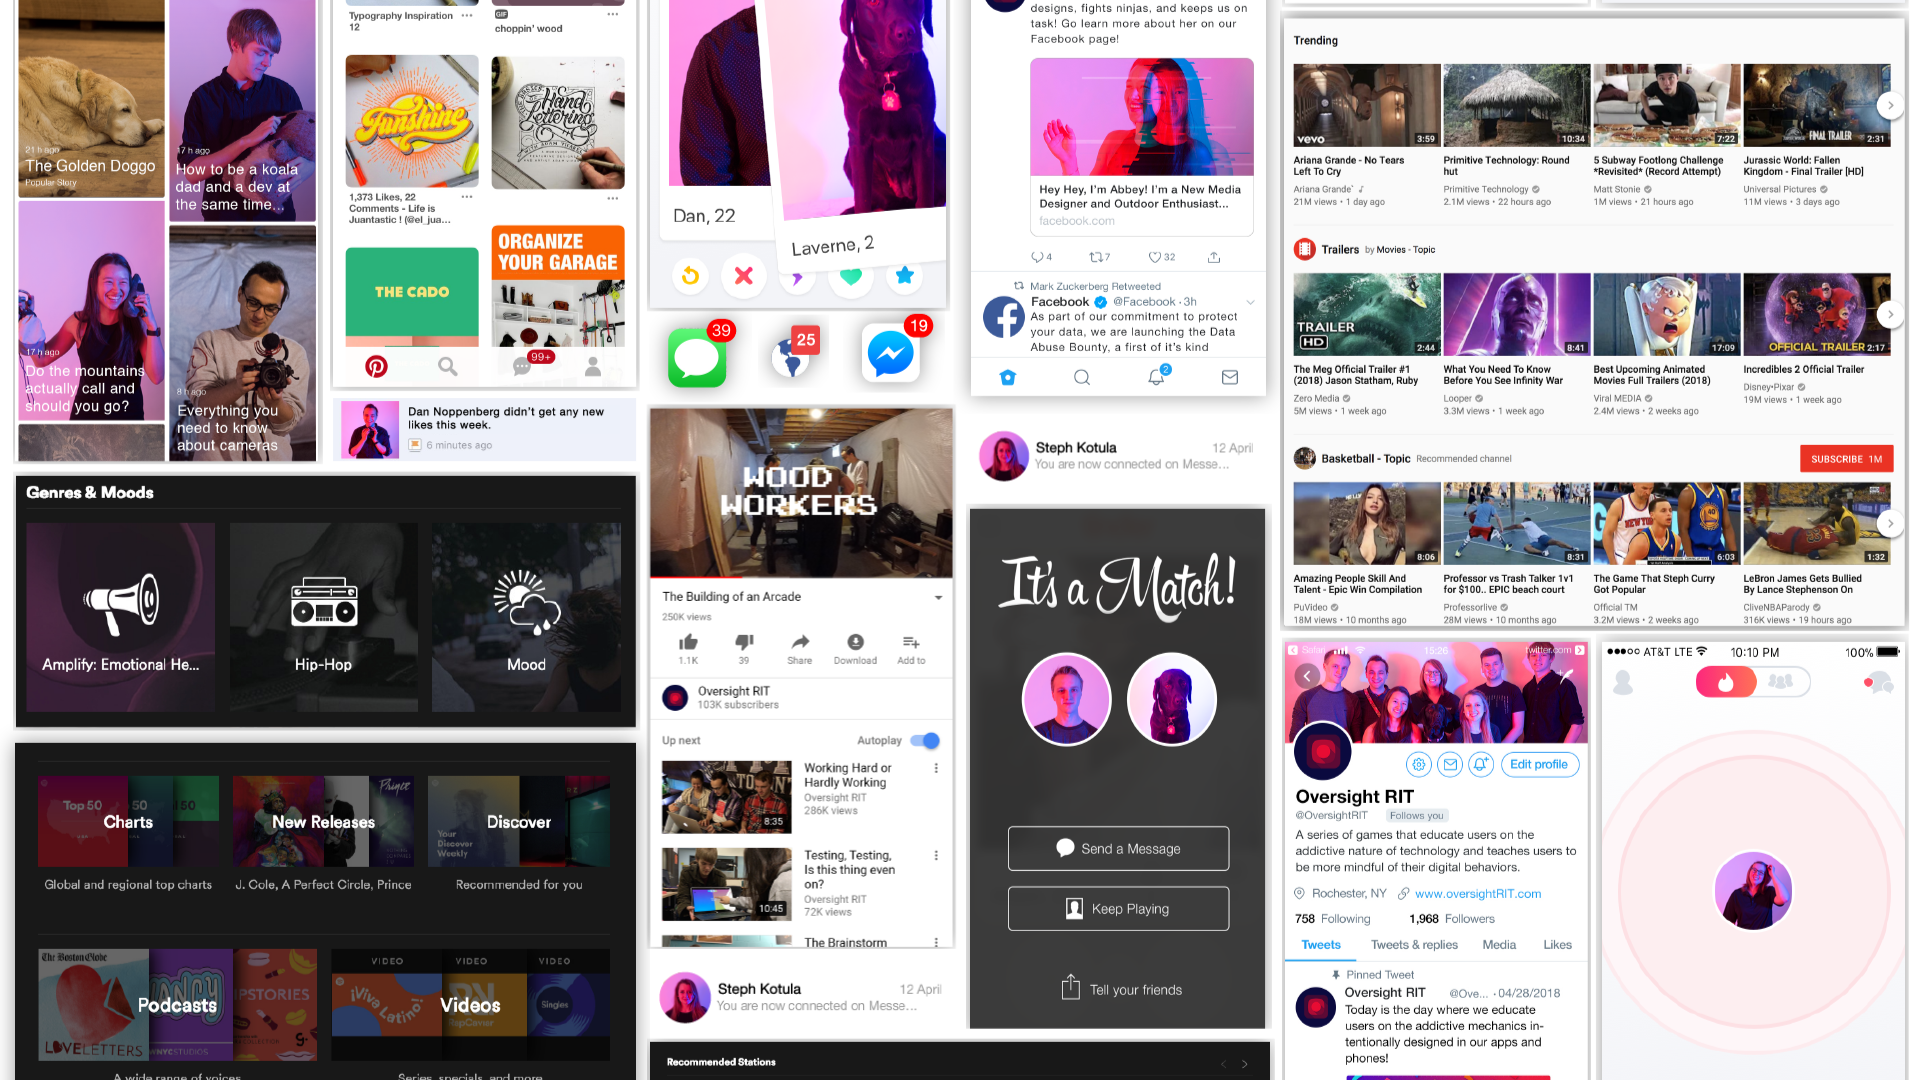 21 h ago
The Golden Doggo
Popular Story
17 h ago
How to be a koala
dad and a dev at
the same time...
17 h ago
Do the mountains
actually call and
should you go?
8 h ago
Everything you
need to know
about cameras
Typography Inspiration
12
GIF
choppin' wood
Funshine
Hand
Lettering
1,373 Likes, 22
Comments - Life is
Juantastic ! (@el_jua...
THE CADO
ORGANIZE
YOUR GARAGE
99+
Dan Noppenberg didn't get any new
likes this week.
6 minutes ago
Genres & Moods
Amplify: Emotional He...
Hip-Hop
Mood
Top 50
50
50
Charts
Global and regional top charts
Prince
New Releases
J. Cole, A Perfect Circle, Prince
Your
Discover
Weekly
Discover
Recommended for you
The Boston Globe
LOVE LETTERS
WNYCSTUDIOS
Podcasts
A wide range of voices
VIDEO
VIDEO
VIDEO
¡Viva Latino!
RapCaviar
Singles
Videos
Series, specials, and more
Dan, 22
Laverne, 2
39
25
19
WOOD
WORKERS
The Building of an Arcade
250K views
1.1K
39
Share
Download
Add to
Oversight RIT
103K subscribers
Up next
Autoplay
8:35
Working Hard or
Hardly Working
Oversight RIT
286K views
10:45
Testing, Testing,
Is this thing even
on?
Oversight RIT
72K views
The Brainstorm
Steph Kotula
12 April
You are now connected on Messe...
Recommended Stations
designs, fights ninjas, and keeps us on
task! Go learn more about her on our
Facebook page!
Hey Hey, I'm Abbey! I'm a New Media
Designer and Outdoor Enthusiast...
facebook.com
4
7
32
Mark Zuckerberg Retweeted
Facebook @Facebook · 3h
As part of our commitment to protect
your data, we are launching the Data
Abuse Bounty, a first of it's kind
2
Steph Kotula
12 April
You are now connected on Messe...
It's a Match!
Send a Message
Keep Playing
Tell your friends
Trending
vevo
3:59
Ariana Grande - No Tears
Left To Cry
Ariana Grande
21M views • 1 day ago
10:34
Primitive Technology: Round
hut
Primitive Technology
2.1M views • 22 hours ago
7:22
5 Subway Footlong Challenge
*Revisited* (Record Attempt)
Matt Stonie
1M views • 21 hours ago
FINAL TRAILER
2:31
Jurassic World: Fallen
Kingdom - Final Trailer [HD]
Universal Pictures
11M views • 3 days ago
Trailers by Movies - Topic
TRAILER
HD
2:44
The Meg Official Trailer #1
(2018) Jason Statham, Ruby
Zero Media
5M views • 1 week ago
8:41
What You Need To Know
Before You See Infinity War
Looper
3.3M views • 1 week ago
17:09
Best Upcoming Animated
Movies Full Trailers (2018)
Viral MEDIA
2.4M views • 2 weeks ago
OFFICIAL TRAILER
2:17
Incredibles 2 Official Trailer
Disney•Pixar
19M views • 1 week ago
Basketball - Topic Recommended channel
SUBSCRIBE 1M
8:06
Amazing People Skill And
Talent - Epic Win Compilation
PuVideo
18M views • 10 months ago
8:31
Professor vs Trash Talker 1v1
for $100.. EPIC beach court
Professorlive
28M views • 10 months ago
6:03
The Game That Steph Curry
Got Popular
Official TM
3.2M views • 2 weeks ago
1:32
LeBron James Gets Bullied
By Lance Stephenson On
CliveNBAParody
316K views • 19 hours ago
Safari
15:26
twitter.com
Edit profile
Oversight RIT
@OversightRIT Follows you
A series of games that educate users on the
addictive nature of technology and teaches users to
be more mindful of their digital behaviors.
Rochester, NY www.oversightRIT.com
758 Following 1,968 Followers
Tweets Tweets & replies Media Likes
Pinned Tweet
Oversight RIT @Ove... · 04/28/2018
Today is the day where we educate
users on the addictive mechanics in-
tentionally designed in our apps and
phones!
AT&T LTE 10:10 PM 100%